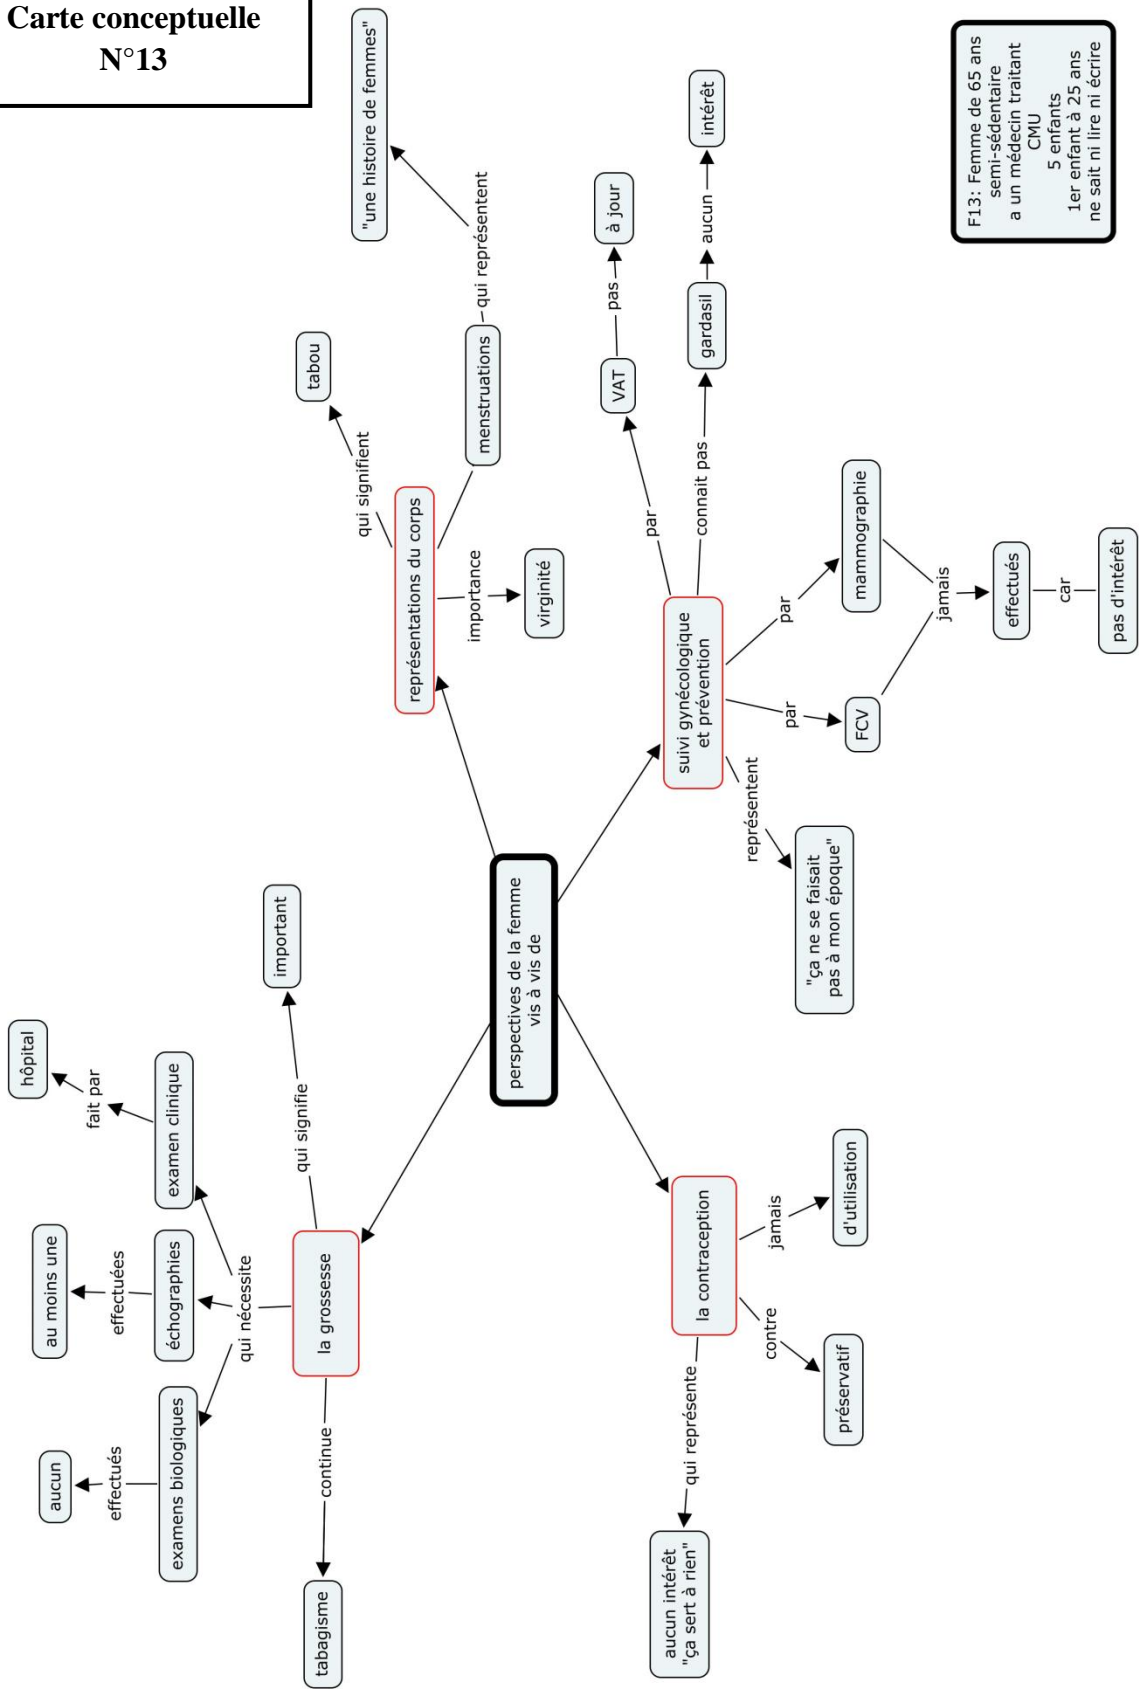 Carte conceptuelle
N°13
perspectives de la femme
vis à vis de
la grossesse
qui signifie
important
qui nécessite
examen clinique
fait par
hôpital
échographies
effectuées
au moins une
examens biologiques
effectués
aucun
continue
tabagisme
représentations du corps
qui signifient
tabou
menstruations
qui représentent
"une histoire de femmes"
importance
virginité
suivi gynécologique
et prévention
par
VAT
pas
à jour
connait pas
gardasil
aucun
intérêt
par
mammographie
par
FCV
jamais
effectués
car
pas d'intérêt
représentent
"ça ne se faisait
pas à mon époque"
la contraception
jamais
d'utilisation
contre
préservatif
qui représente
aucun intérêt
"ça sert à rien"
F13: Femme de 65 ans
semi-sédentaire
a un médecin traitant
CMU
5 enfants
1er enfant à 25 ans
ne sait ni lire ni écrire